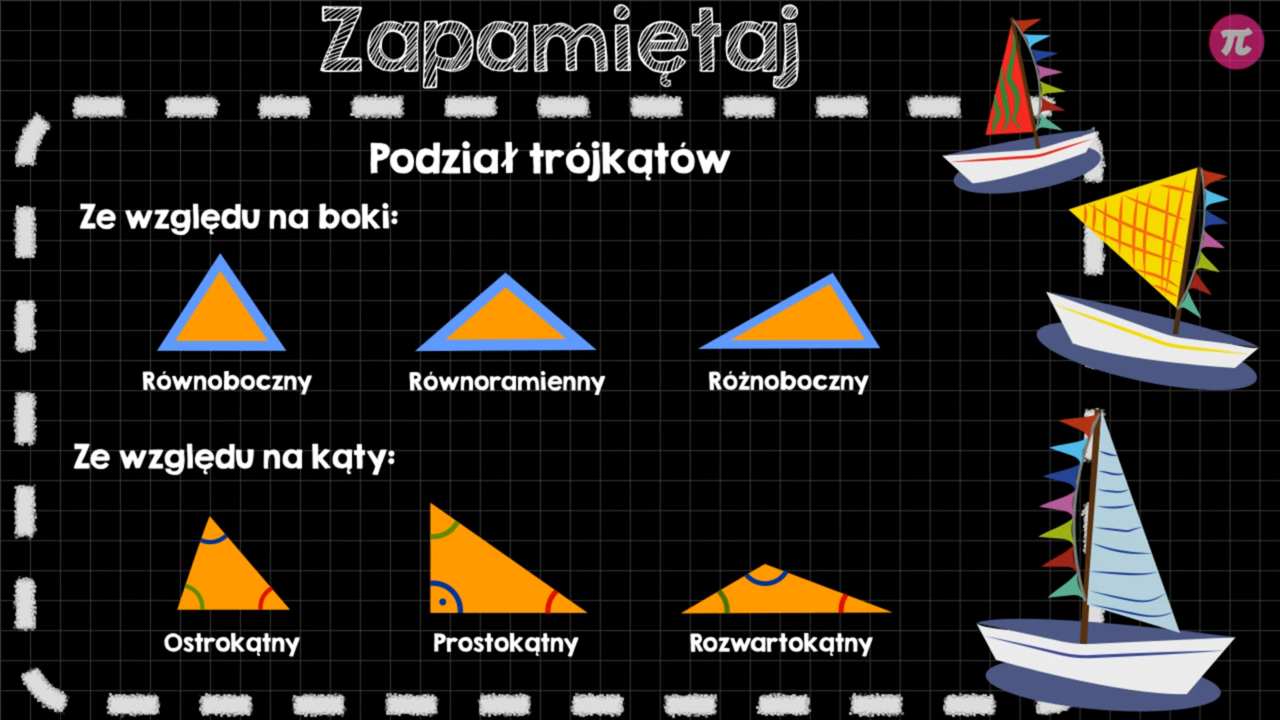 Zapamiętaj
π
Podział trójkątów
Ze względu na boki:
Równoboczny
Równoramienny
Różnoboczny
Ze względu na kąty:
Ostrokątny
Prostokątny
Rozwartokątny